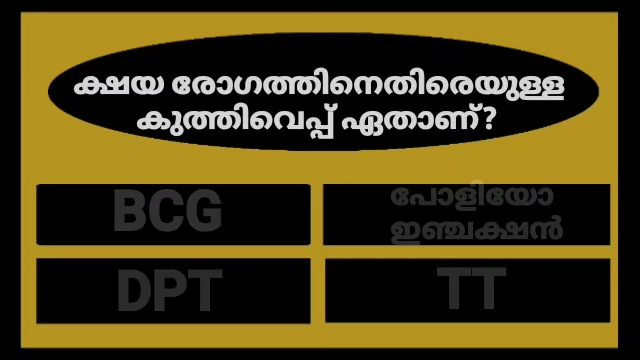 ക്ഷയ രോഗത്തിനെതിരെയുള്ള
കുത്തിവെപ്പ് ഏതാണ്?
BCG
പോളിയോ
ഇഞ്ചക്ഷൻ
DPT
TT